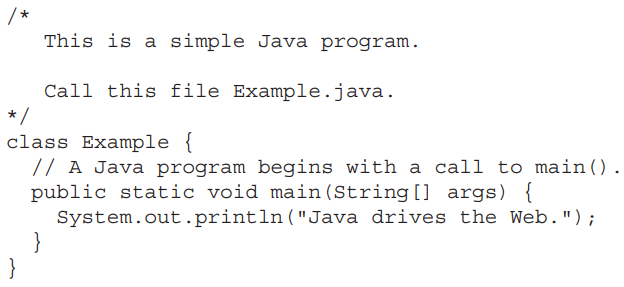 /*
   This is a simple Java program.

   Call this file Example.java.
*/
class Example {
  // A Java program begins with a call to main().
  public static void main(String[] args) {
    System.out.println("Java drives the Web.");
  }
}